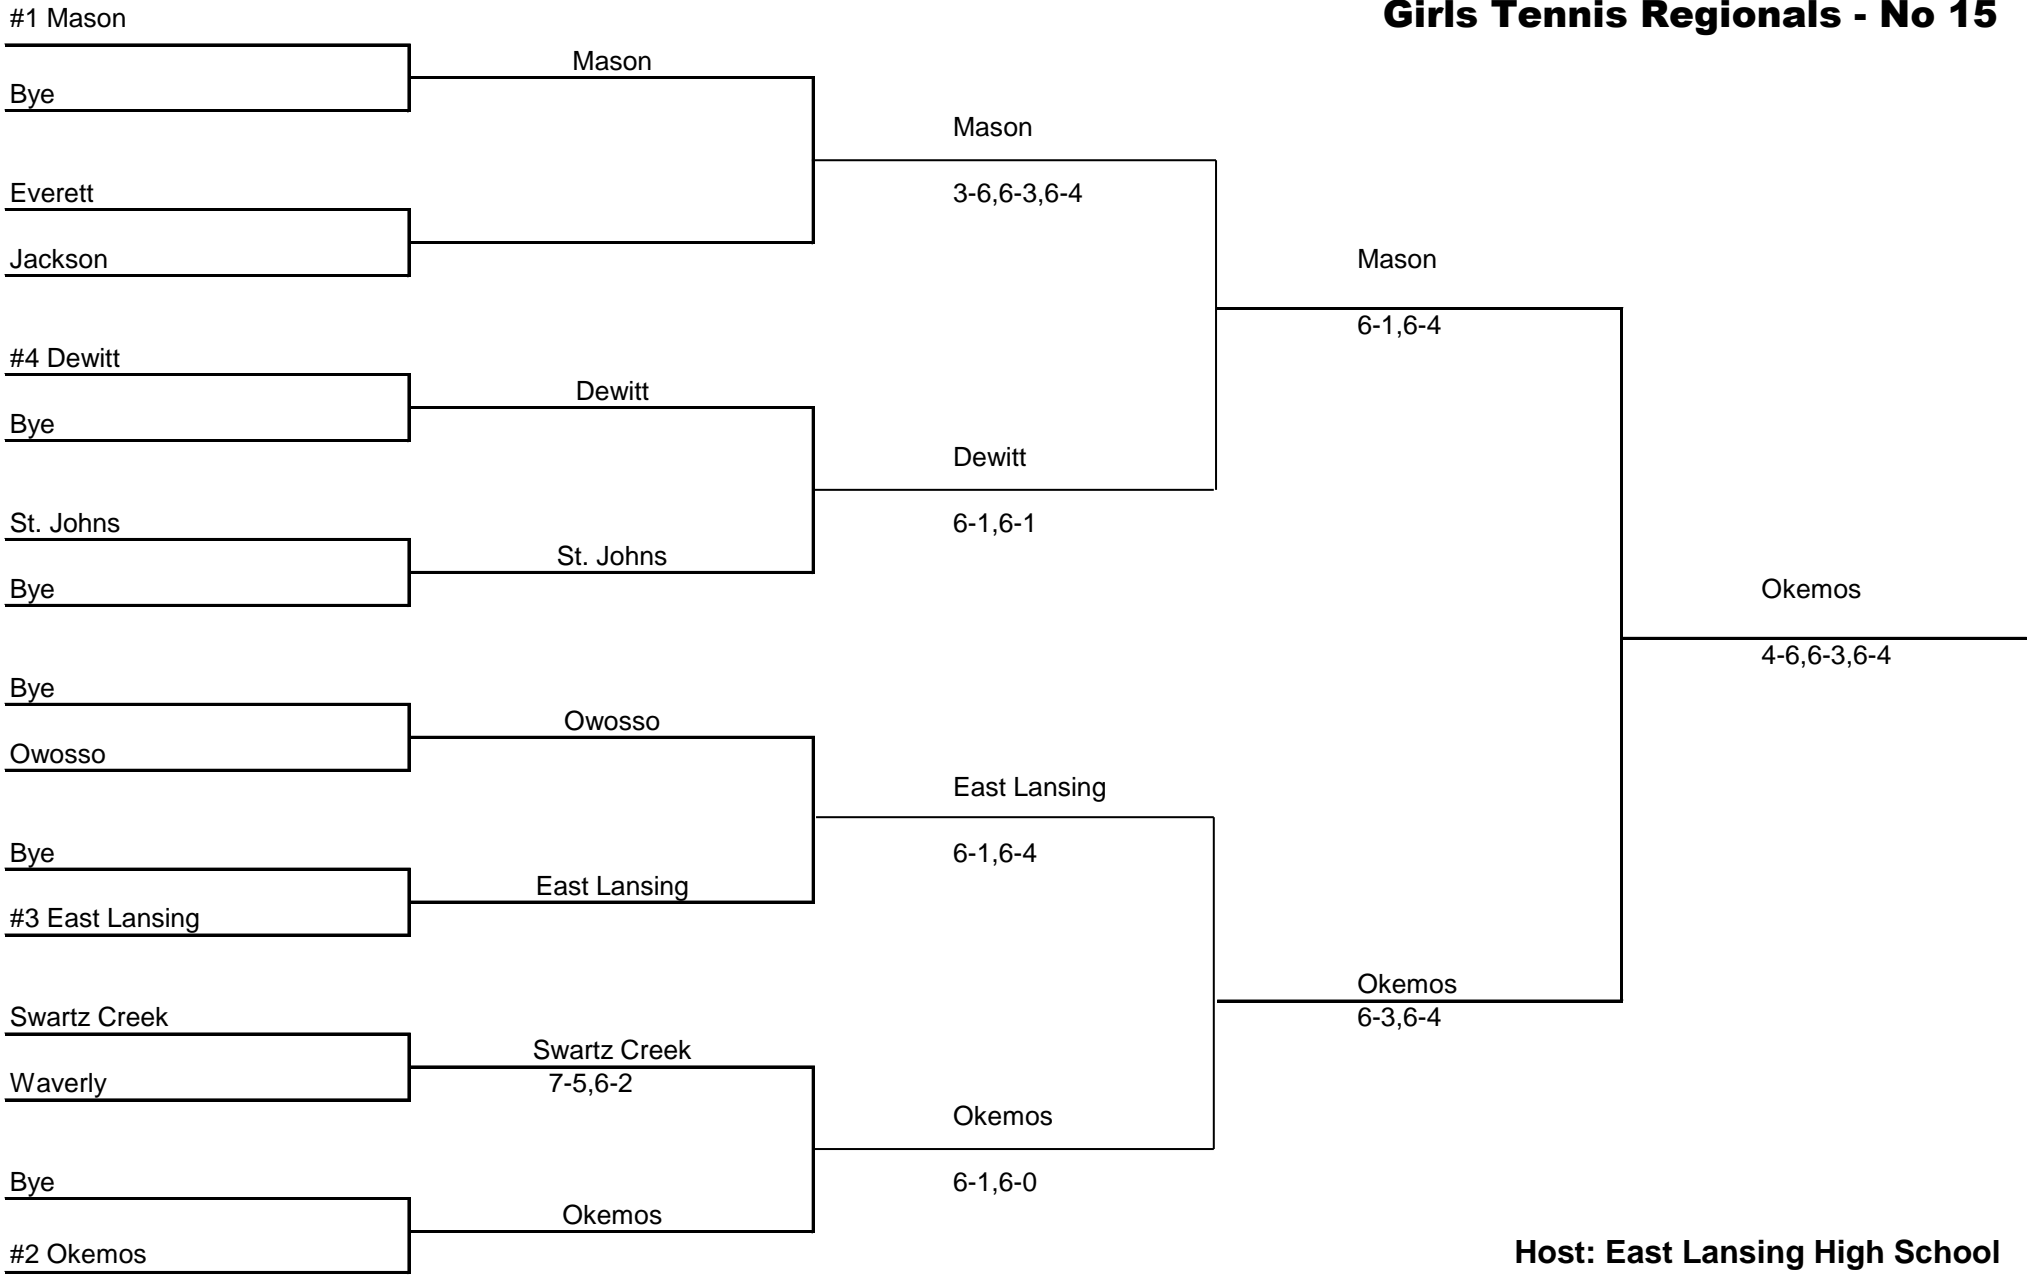 Girls Tennis Regionals - No 15
#1 Mason
Mason
Bye
Mason
Everett
3-6,6-3,6-4
Jackson
Mason
6-1,6-4
#4 Dewitt
Dewitt
Bye
Dewitt
St. Johns
6-1,6-1
St. Johns
Bye
Okemos
4-6,6-3,6-4
Bye
Owosso
Owosso
East Lansing
Bye
6-1,6-4
East Lansing
#3 East Lansing
Okemos
Swartz Creek
6-3,6-4
Swartz Creek
Waverly
7-5,6-2
Okemos
Bye
6-1,6-0
Okemos
#2 Okemos
Host: East Lansing High School